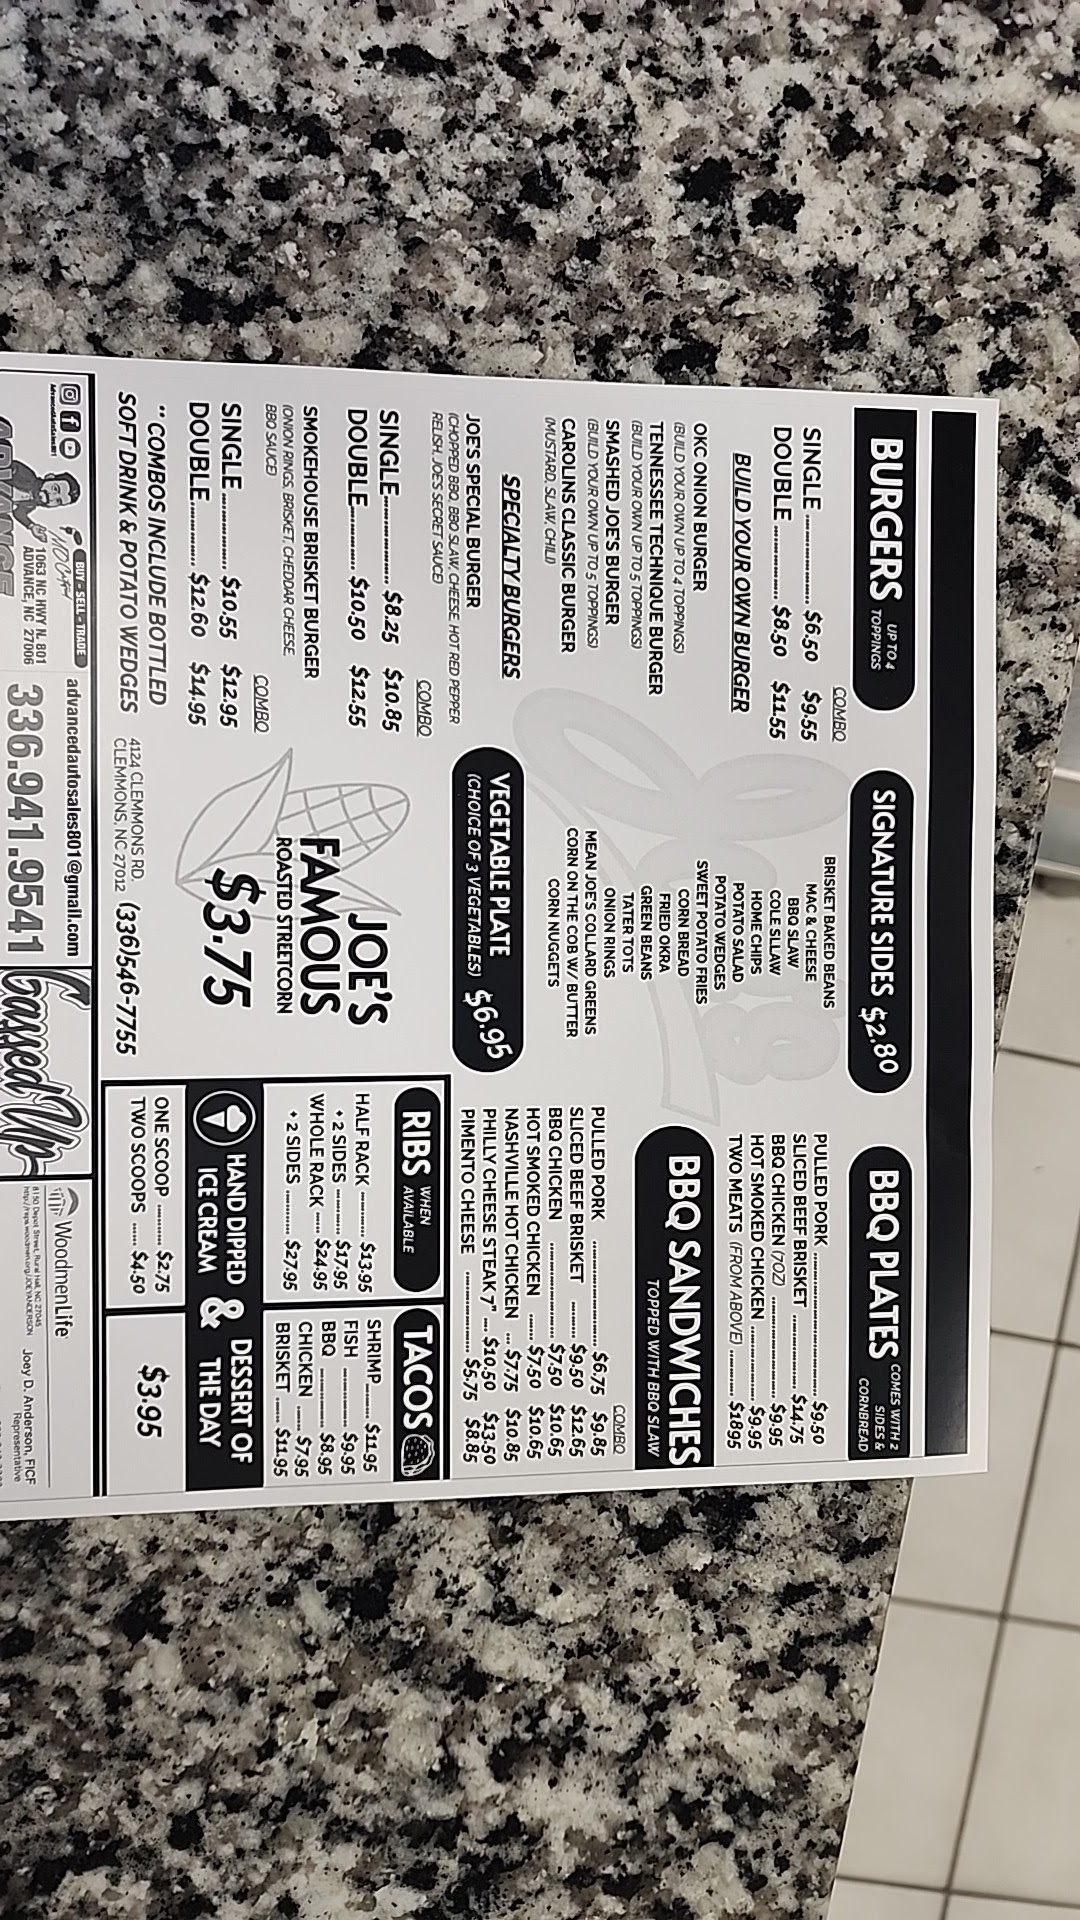 BURGERS UP TO 4
TOPPINGS
COMBO
SINGLE ............... $6.50 $9.55
DOUBLE ............... $8.50 $11.55
BUILD YOUR OWN BURGER
OKC ONION BURGER
(BUILD YOUR OWN UP TO 4 TOPPINGS)
TENNESSEE TECHNIQUE BURGER
(BUILD YOUR OWN UP TO 5 TOPPINGS)
SMASHED JOE'S BURGER
(BUILD YOUR OWN UP TO 5 TOPPINGS)
CAROLINS CLASSIC BURGER
(MUSTARD, SLAW, CHILI)
SPECIALTY BURGERS
JOE'S SPECIAL BURGER
(CHOPPED BBQ, BBQ SLAW, CHEESE, HOT RED PEPPER
RELISH, JOE'S SECRET SAUCE)
COMBO
SINGLE............... $8.25 $10.85
DOUBLE............... $10.50 $12.55
SMOKEHOUSE BRISKET BURGER
(ONION RINGS, BRISKET, CHEDDAR CHEESE,
BBQ SAUCE)
COMBO
SINGLE............... $10.55 $12.95
DOUBLE............... $12.60 $14.95
**COMBOS INCLUDE BOTTLED
SOFT DRINK & POTATO WEDGES
SIGNATURE SIDES $2.80
BRISKET BAKED BEANS
MAC & CHEESE
BBQ SLAW
COLE SLLAW
HOME CHIPS
POTATO SALAD
POTATO WEDGES
SWEET POTATO FRIES
CORN BREAD
FRIED OKRA
GREEN BEANS
TATER TOTS
ONION RINGS
MEAN JOE'S COLLARD GREENS
CORN ON THE COB W/ BUTTER
CORN NUGGETS
VEGETABLE PLATE
(CHOICE OF 3 VEGETABLES) $6.95
JOE'S
FAMOUS
ROASTED STREETCORN
$3.75
4124 CLEMMONS RD.
CLEMMONS, NC 27012 (336)546-7755
BBQ PLATES COMES WITH 2
SIDES &
CORNBREAD
PULLED PORK ............... $9.50
SLICED BEEF BRISKET ............... $14.75
BBQ CHICKEN (7OZ) ............... $9.95
HOT SMOKED CHICKEN ............... $9.95
TWO MEATS (FROM ABOVE) ............... $1895
BBQ SANDWICHES
TOPPED WITH BBQ SLAW
COMBO
PULLED PORK ............... $6.75 $9.85
SLICED BEEF BRISKET ............... $9.50 $12.65
BBQ CHICKEN ............... $7.50 $10.65
HOT SMOKED CHICKEN ....... $7.50 $10.65
NASHVILLE HOT CHICKEN ... $7.75 $10.85
PHILLY CHEESE STEAK 7" ... $10.50 $13.50
PIMENTO CHEESE ............... $5.75 $8.85
RIBS WHEN
AVAILABLE
HALF RACK ............... $13.95
+ 2 SIDES ............... $17.95
WHOLE RACK ..... $24.95
+ 2 SIDES ............... $27.95
TACOS
SHRIMP....... $11.95
FISH ............... $9.95
BBQ ............... $8.95
CHICKEN ..... $7.95
BRISKET ....... $11.95
HAND DIPPED
ICE CREAM
&
DESSERT OF
THE DAY
ONE SCOOP ............ $2.75
TWO SCOOPS ...... $4.50
$3.95
BUY - SELL - TRADE
1063 NC HWY N. 801
ADVANCE, NC 27006
ADVANCE
advancedautosales801@gmail.com
336.941.9541
Gassed Up
WoodmenLife
8150 Depot Street, Rural Hall, NC 27045
Joey D. Anderson, FICF
Representative